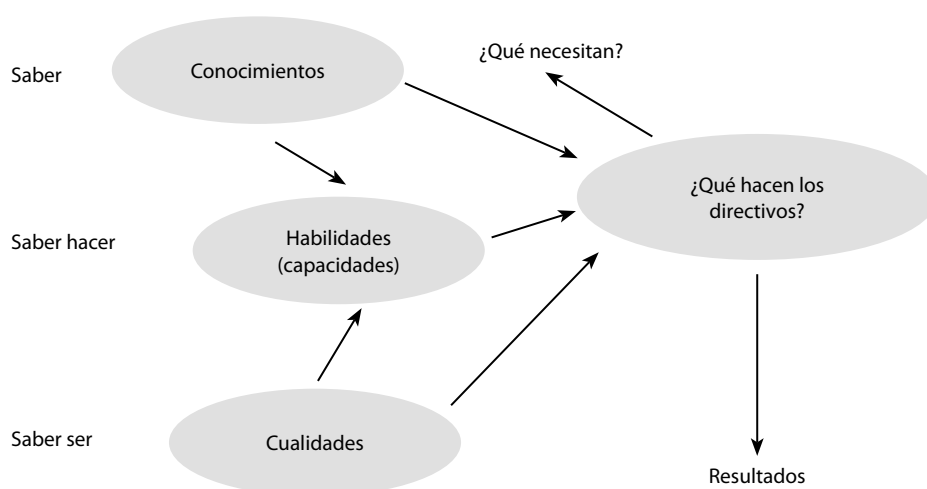 Saber
Conocimientos
¿Qué necesitan?
¿Qué hacen los
directivos?
Saber hacer
Habilidades
(capacidades)
Saber ser
Cualidades
Resultados